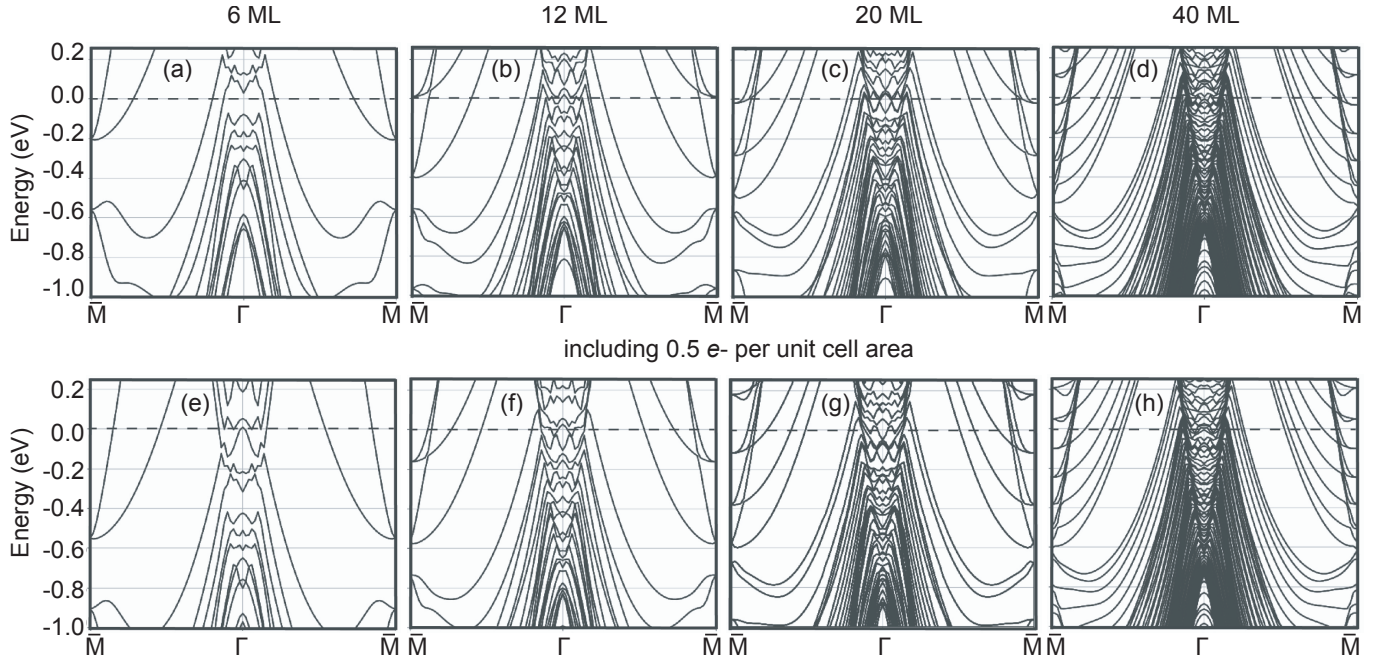 6 ML 12 ML 20 ML 40 ML
(a) (b) (c) (d)
Energy (eV)
0.2
0.0
-0.2
-0.4
-0.6
-0.8
-1.0
M̄ Γ M̄ M̄ Γ M̄ M̄ Γ M̄ M̄ Γ M̄
including 0.5 e- per unit cell area
(e) (f) (g) (h)
Energy (eV)
0.2
0.0
-0.2
-0.4
-0.6
-0.8
-1.0
M̄ Γ M̄ M̄ Γ M̄ M̄ Γ M̄ M̄ Γ M̄